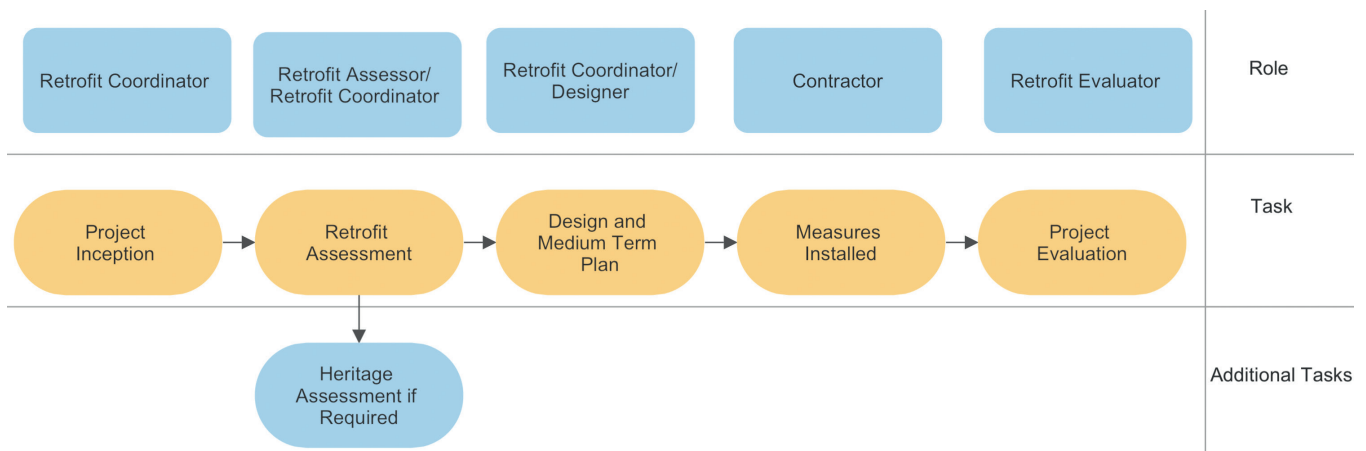 Retrofit Coordinator
Retrofit Assessor/
Retrofit Coordinator
Retrofit Coordinator/
Designer
Contractor
Retrofit Evaluator
Role
Project
Inception
Retrofit
Assessment
Design and
Medium Term
Plan
Measures
Installed
Project
Evaluation
Task
Heritage
Assessment if
Required
Additional Tasks